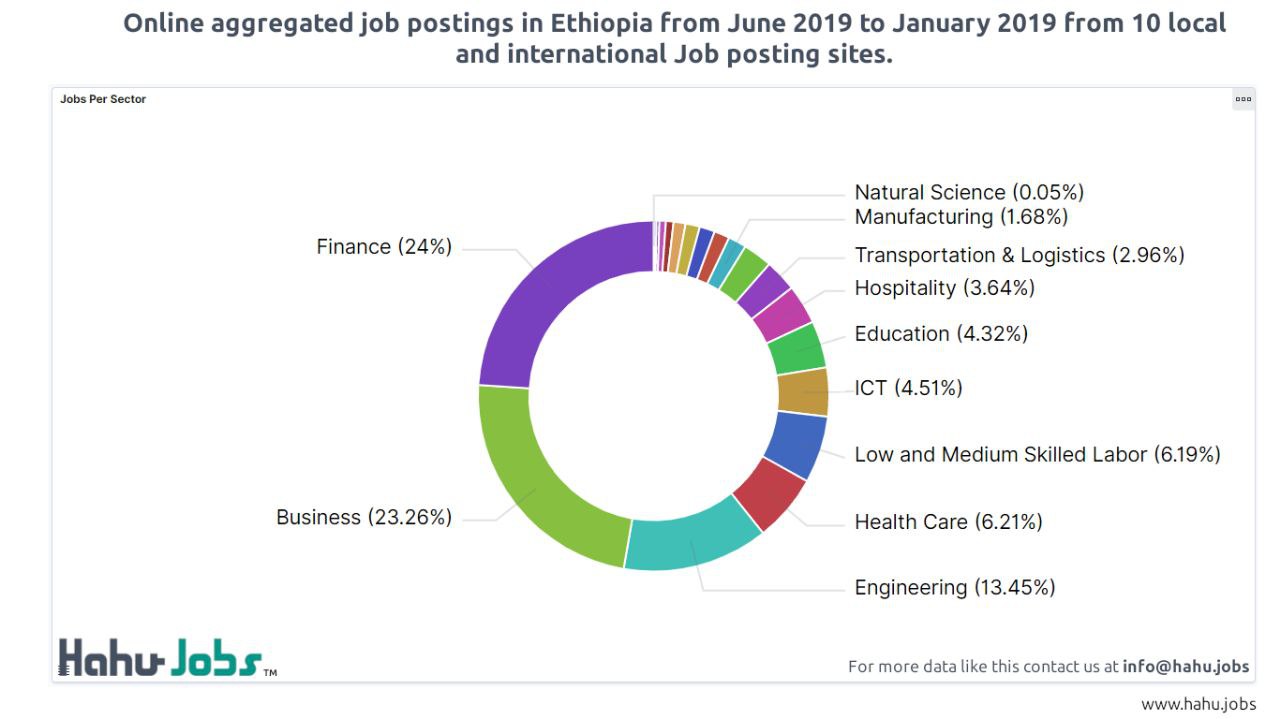 Online aggregated job postings in Ethiopia from June 2019 to January 2019 from 10 local
and international Job posting sites.
Jobs Per Sector
Natural Science (0.05%)
Manufacturing (1.68%)
Finance (24%)
Transportation & Logistics (2.96%)
Hospitality (3.64%)
Education (4.32%)
ICT (4.51%)
Low and Medium Skilled Labor (6.19%)
Business (23.26%)
Health Care (6.21%)
Engineering (13.45%)
Hahu Jobs ™
For more data like this contact us at info@hahu.jobs
www.hahu.jobs